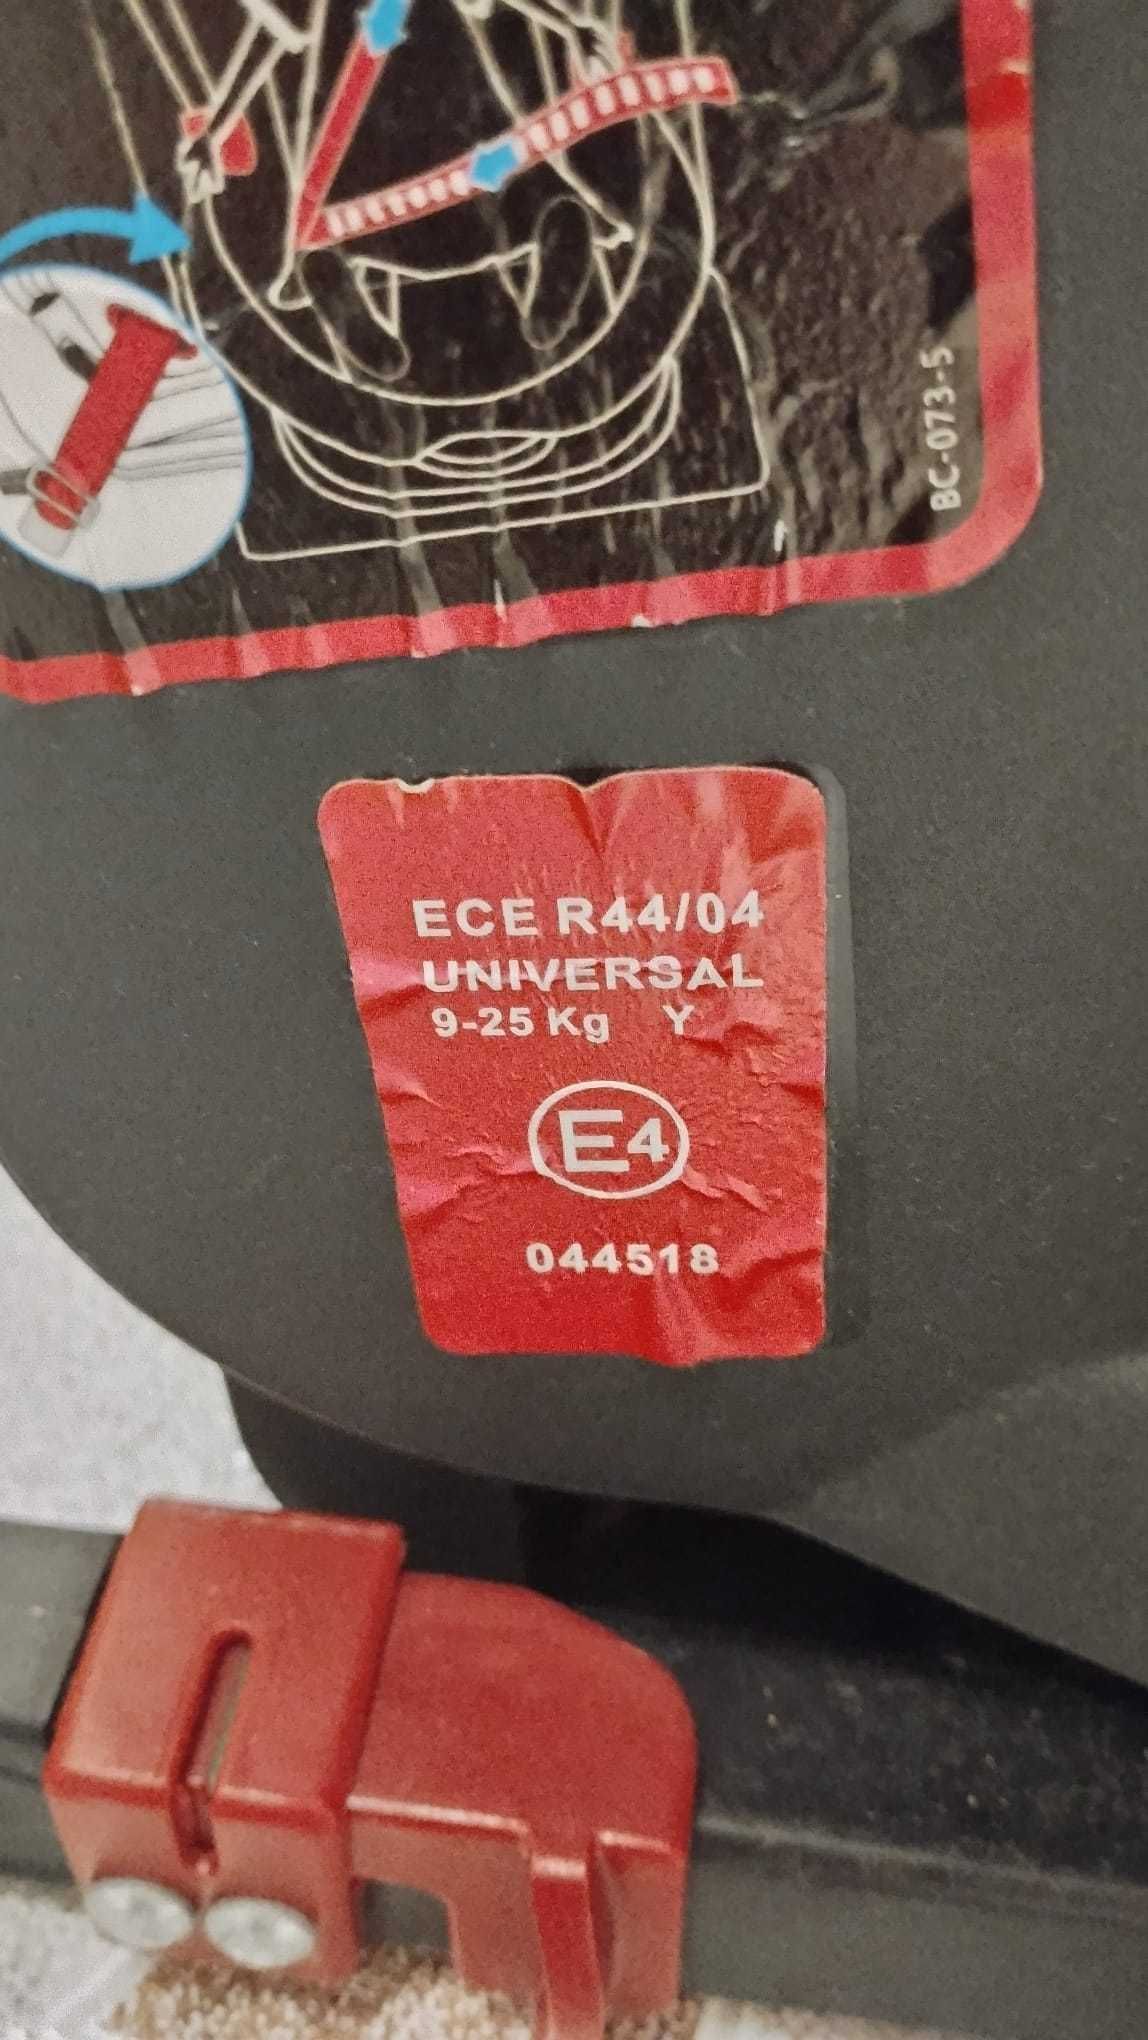 BC-073-5
ECE R44/04
UNIVERSAL
9-25 Kg Y
E4
044518